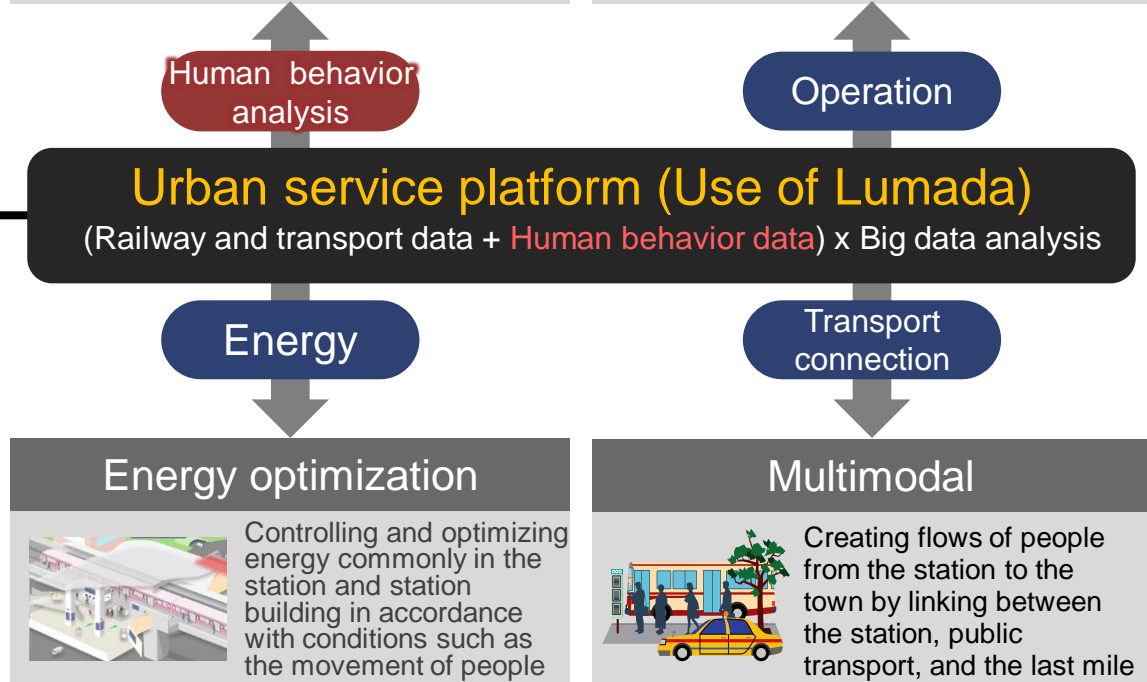 Human behavior
analysis
Operation
Urban service platform (Use of Lumada)
(Railway and transport data + Human behavior data) x Big data analysis
Energy
Transport
connection
Energy optimization
Controlling and optimizing
energy commonly in the
station and station
building in accordance
with conditions such as
the movement of people
Multimodal
Creating flows of people
from the station to the
town by linking between
the station, public
transport, and the last mile